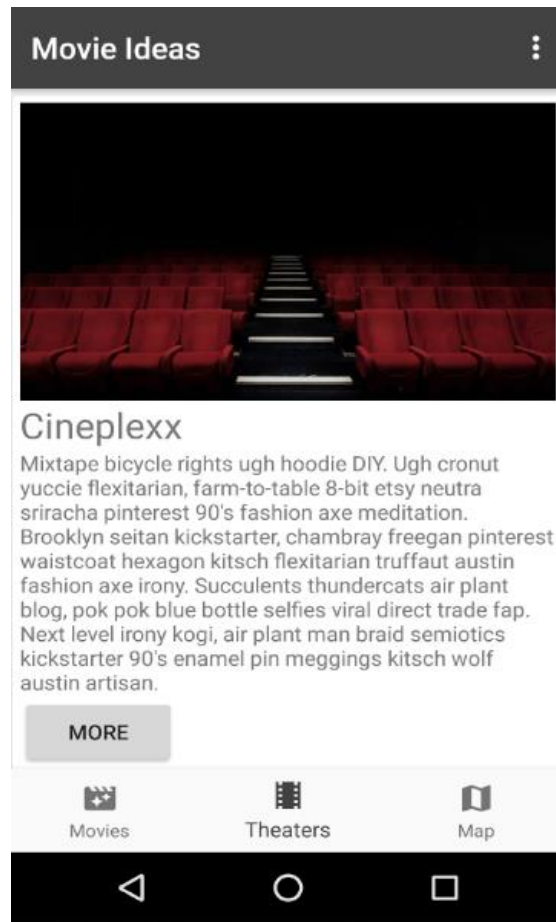 Movie Ideas
Cineplexx
Mixtape bicycle rights ugh hoodie DIY. Ugh cronut
yuccie flexitarian, farm-to-table 8-bit etsy neutra
sriracha pinterest 90's fashion axe meditation.
Brooklyn seitan kickstarter, chambray freegan pinterest
waistcoat hexagon kitsch flexitarian truffaut austin
fashion axe irony. Succulents thundercats air plant
blog, pok pok blue bottle selfies viral direct trade fap.
Next level irony kogi, air plant man braid semiotics
kickstarter 90's enamel pin meggings kitsch wolf
austin artisan.
MORE
Movies Theaters Map